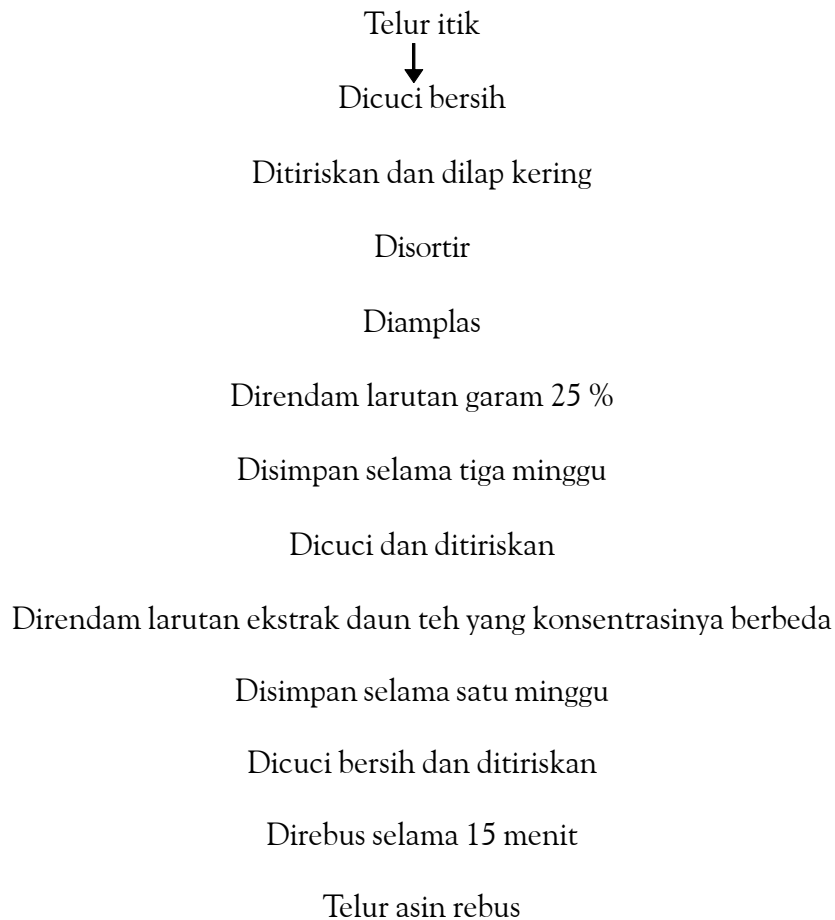 Telur itik
Dicuci bersih
Ditiriskan dan dilap kering
Disortir
Diamplas
Direndam larutan garam 25 %
Disimpan selama tiga minggu
Dicuci dan ditiriskan
Direndam larutan ekstrak daun teh yang konsentrasinya berbeda
Disimpan selama satu minggu
Dicuci bersih dan ditiriskan
Direbus selama 15 menit
Telur asin rebus